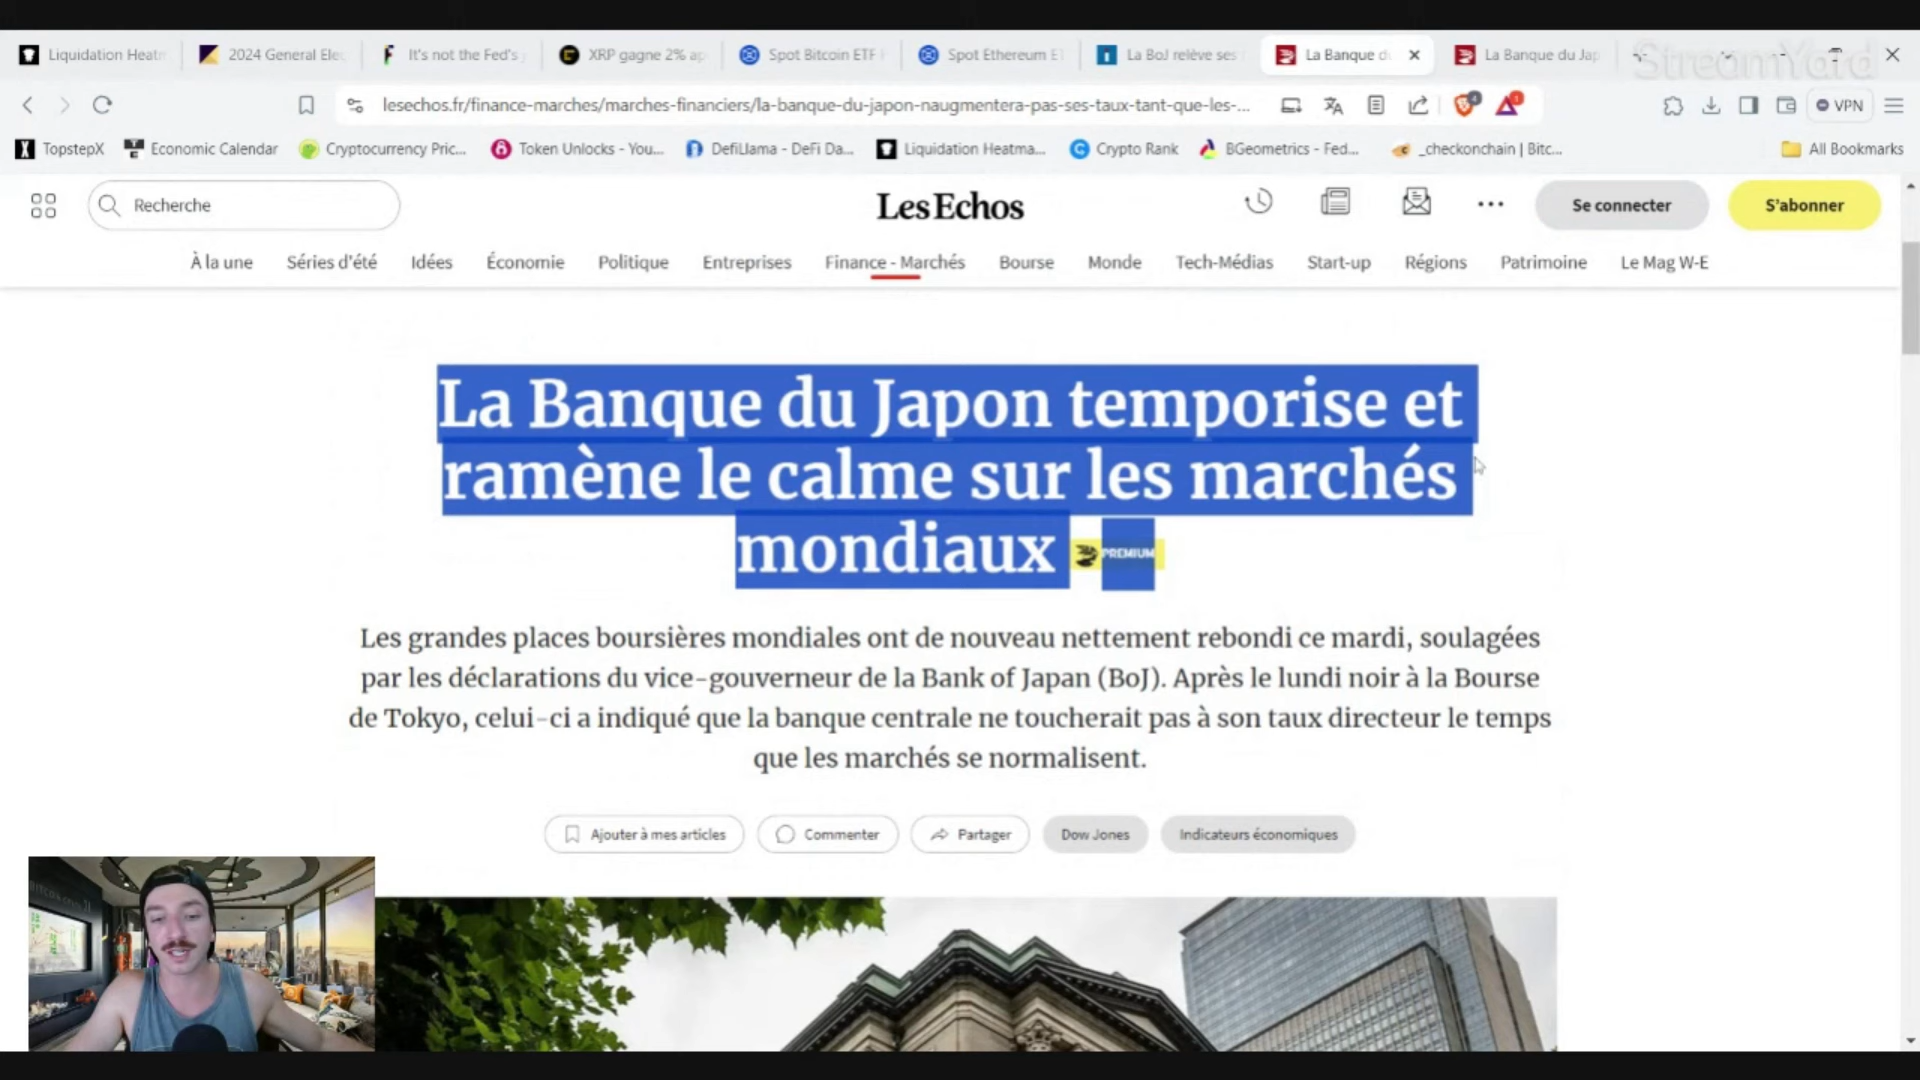 Liquidation Heatm
2024 General Ele
It's not the Fed's
XRP gagne 2% ap
Spot Bitcoin ETF
Spot Ethereum E
La BoJ relève ses
La Banque d
La Banque du Jap
StreamYard
lesechos.fr/finance-marches/marches-financiers/la-banque-du-japon-naugmentera-pas-ses-taux-tant-que-les-...
VPN
TopstepX
Economic Calendar
Cryptocurrency Pric...
Token Unlocks - You...
DefiLlama - DeFi Da...
Liquidation Heatma...
Crypto Rank
BGeometrics - Fed...
_checkonchain | Bitc...
All Bookmarks
Recherche
Les Echos
Se connecter
S'abonner
À la une
Séries d'été
Idées
Économie
Politique
Entreprises
Finance - Marchés
Bourse
Monde
Tech-Médias
Start-up
Régions
Patrimoine
Le Mag W-E
La Banque du Japon temporise et
ramène le calme sur les marchés
mondiaux PREMIUM
Les grandes places boursières mondiales ont de nouveau nettement rebondi ce mardi, soulagées
par les déclarations du vice-gouverneur de la Bank of Japan (BoJ). Après le lundi noir à la Bourse
de Tokyo, celui-ci a indiqué que la banque centrale ne toucherait pas à son taux directeur le temps
que les marchés se normalisent.
Ajouter à mes articles
Commenter
Partager
Dow Jones
Indicateurs économiques